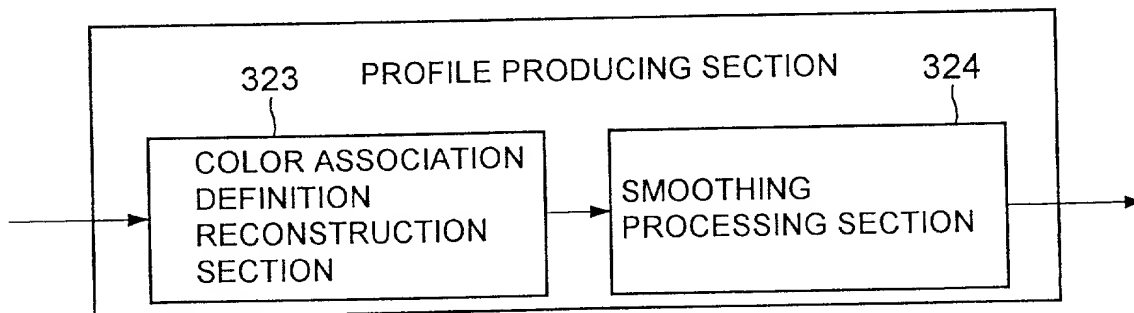 323
PROFILE PRODUCING SECTION
324
COLOR ASSOCIATION
DEFINITION
RECONSTRUCTION
SECTION
SMOOTHING
PROCESSING SECTION